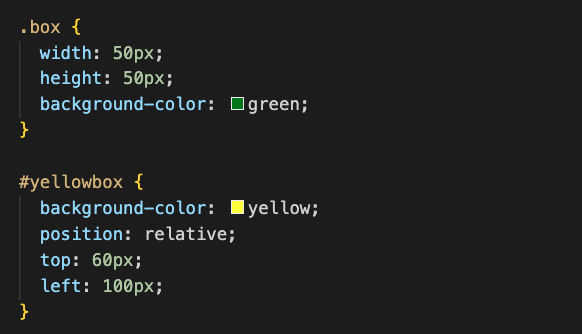 .box {
width: 50px;
height: 50px;
background-color: green;
}
#yellowbox {
background-color: yellow;
position: relative;
top: 60px;
left: 100px;
}